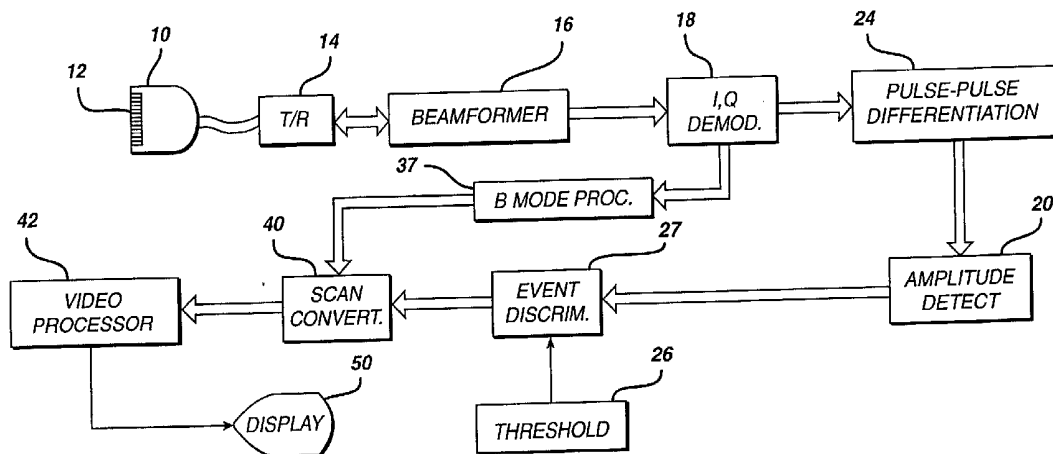 10
12
14
T/R
16
BEAMFORMER
18
I,Q
DEMOD.
24
PULSE-PULSE
DIFFERENTIATION
37
B MODE PROC.
42
VIDEO
PROCESSOR
40
SCAN
CONVERT.
27
EVENT
DISCRIM.
20
AMPLITUDE
DETECT
50
DISPLAY
26
THRESHOLD